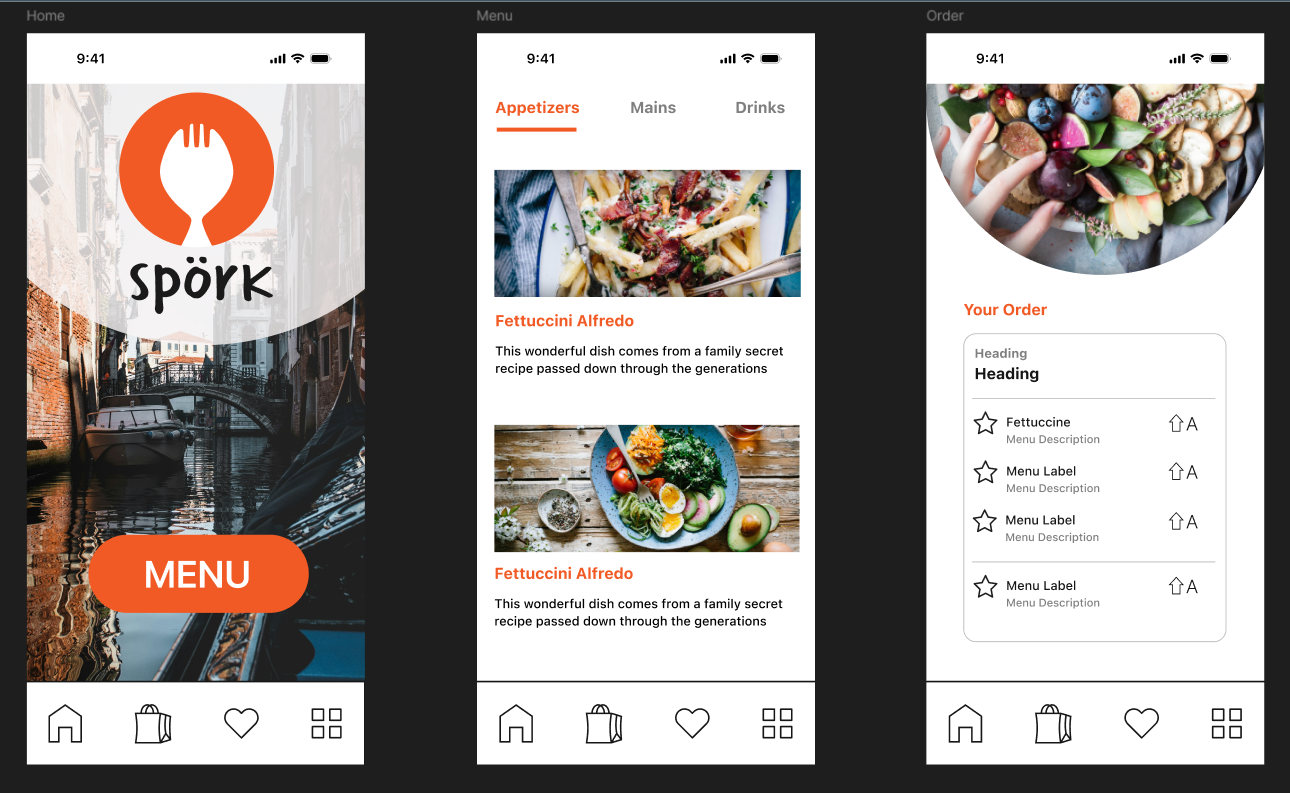 Home
9:41
spörk
MENU
Menu
9:41
Appetizers Mains Drinks
Fettuccini Alfredo
This wonderful dish comes from a family secret
recipe passed down through the generations
Fettuccini Alfredo
This wonderful dish comes from a family secret
recipe passed down through the generations
Order
9:41
Your Order
Heading
Heading
Fettuccine
Menu Description
⇧A
Menu Label
Menu Description
⇧A
Menu Label
Menu Description
⇧A
Menu Label
Menu Description
⇧A